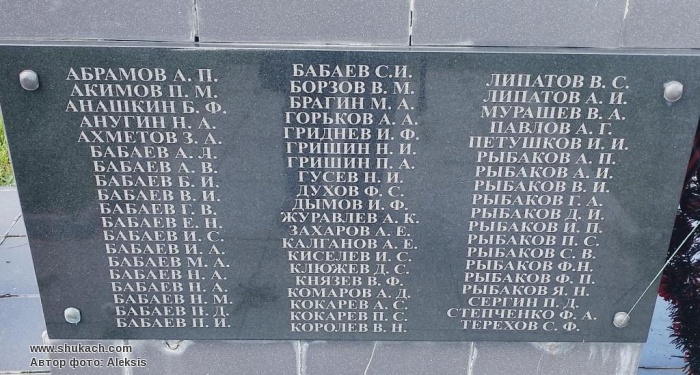 АБРАМОВ А. П.
АКИМОВ П. М.
АНАШКИН Б. Ф.
АНУГИН Н. А.
АХМЕТОВ З. А.
БАБАЕВ А. Д.
БАБАЕВ А. В.
БАБАЕВ Б. И.
БАБАЕВ В. И.
БАБАЕВ Г. В.
БАБАЕВ Е. Н.
БАБАЕВ И. С.
БАБАЕВ И. А.
БАБАЕВ М. А.
БАБАЕВ Н. А.
БАБАЕВ Н. А.
БАБАЕВ Н. М.
БАБАЕВ П. Д.
БАБАЕВ П. И.
БАБАЕВ С.И.
БОРЗОВ В. М.
БРАГИН М. А.
ГОРЬКОВ А. А.
ГРИДНЕВ И. Ф.
ГРИШИН Н. И.
ГРИШИН П. А.
ГУСЕВ Н. И.
ДУХОВ Ф. С.
ДЫМОВ И. Ф.
ЖУРАВЛЕВ А. К.
ЗАХАРОВ А. Е.
КАЛГАНОВ А. Е.
КИСЕЛЕВ И. С.
КЛЮЖЕВ Д. С.
КНЯЗЕВ В. Ф.
КОМАРОВ А. Д.
КОКАРЕВ А. С.
КОКАРЕВ П. С.
КОРОЛЕВ В. Н.
ЛИПАТОВ В. С.
ЛИПАТОВ А. И.
МУРАШЕВ В. А.
ПАВЛОВ А. Г.
ПЕТУШКОВ И. И.
РЫБАКОВ А. П.
РЫБАКОВ А. И.
РЫБАКОВ В. И.
РЫБАКОВ Г. А.
РЫБАКОВ Д. И.
РЫБАКОВ И. П.
РЫБАКОВ П. С.
РЫБАКОВ С. В.
РЫБАКОВ Ф.Н.
РЫБАКОВ Ф. П.
РЫБАКОВ Я. П.
СЕРГИН П. Д.
СТЕПЧЕНКО Ф. А.
ТЕРЕХОВ С. Ф.
www.shukach.com
Автор фото: Aleksis